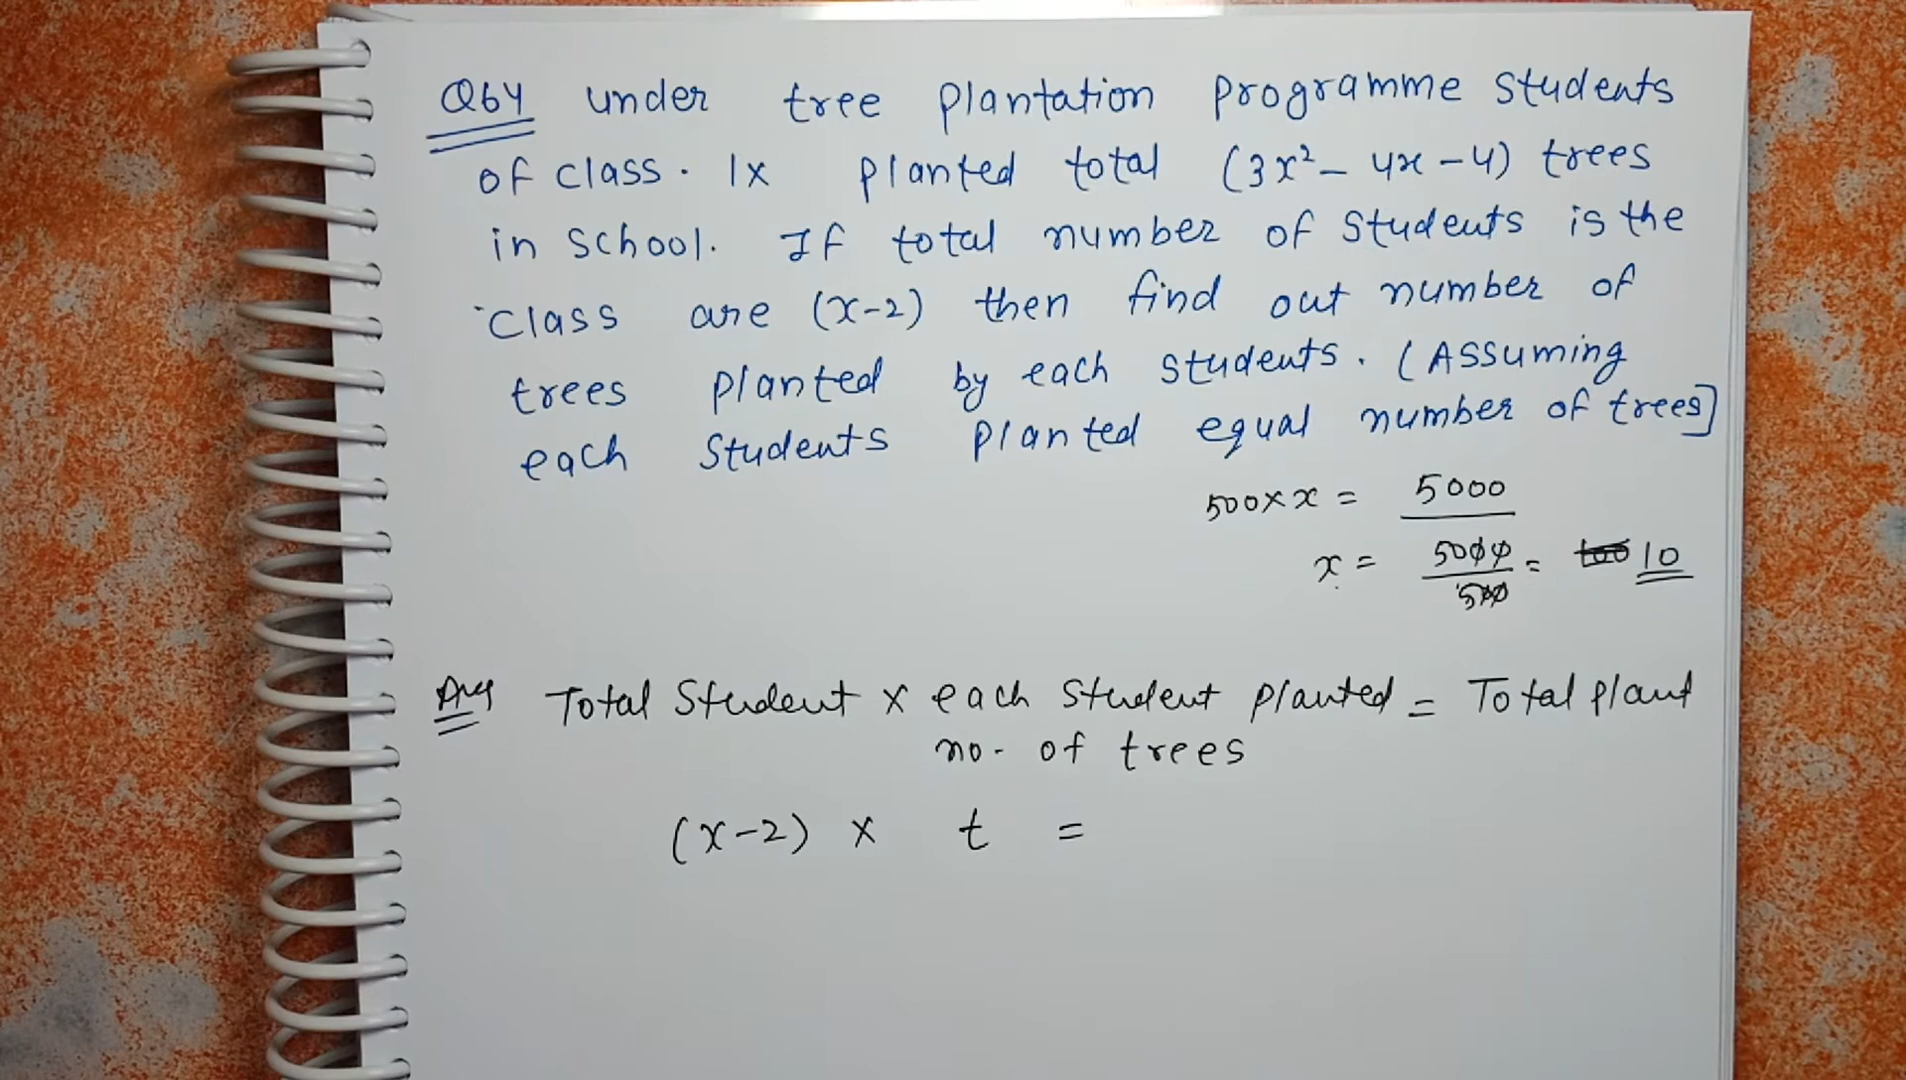 Q64 under tree plantation programme students
of class. IX planted total (3x² - 4x - 4) trees
in school. If total number of students is the
class are (x-2) then find out number of
trees planted by each students. (Assuming
each students planted equal number of trees]
500 × x = 5000
x = 5000 / 500 = 10
Ans Total Student × each student planted = Total plant
no. of trees
(x-2) × t =